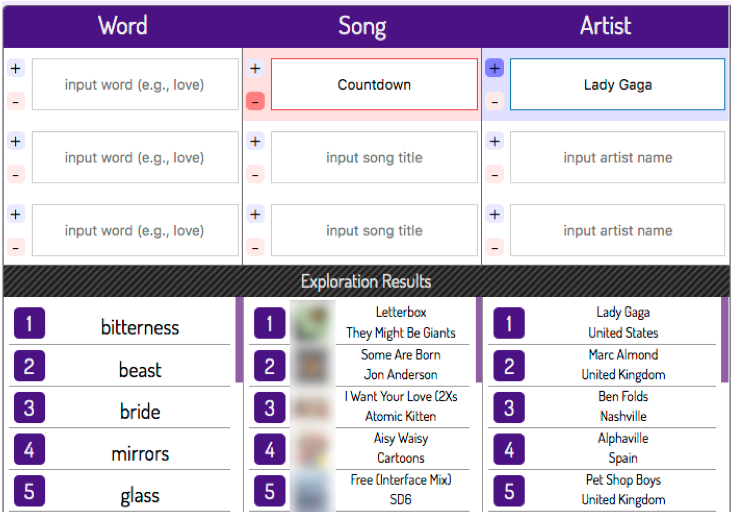 Word Song Artist
+ input word (e.g., love) + Countdown + Lady Gaga
- - -
+ input word (e.g., love) + input song title + input artist name
- - -
+ input word (e.g., love) + input song title + input artist name
- - -
Exploration Results
1 bitterness
2 beast
3 bride
4 mirrors
5 glass
1 Letterbox
They Might Be Giants
2 Some Are Born
Jon Anderson
3 I Want Your Love (2Xs
Atomic Kitten
4 Aisy Waisy
Cartoons
5 Free (Interface Mix)
SD6
1 Lady Gaga
United States
2 Marc Almond
United Kingdom
3 Ben Folds
Nashville
4 Alphaville
Spain
5 Pet Shop Boys
United Kingdom